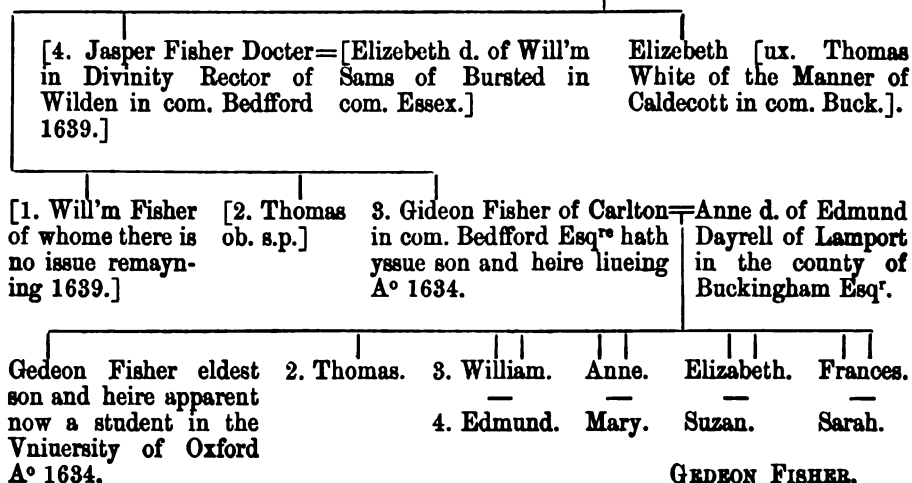 [4. Jasper Fisher Docter=[Elizebeth d. of Will'm
in Divinity Rector of Sams of Bursted in
Wilden in com. Bedfford com. Essex.]
1639.]
Elizebeth [ux. Thomas
White of the Manner of
Caldecott in com. Buck.].
[1. Will'm Fisher
of whome there is
no issue remayn-
ing 1639.]
[2. Thomas
ob. s.p.]
3. Gideon Fisher of Carlton=Anne d. of Edmund
in com. Bedfford Esqre hath Dayrell of Lamport
yssue son and heire liueing in the county of
Aº 1634. Buckingham Esqr.
Gedeon Fisher eldest
son and heire apparent
now a student in the
Vniuersity of Oxford
Aº 1634.
2. Thomas.
3. William.
4. Edmund.
Anne.
Mary.
Elizabeth.
Suzan.
Frances.
Sarah.
GEDEON FISHER.